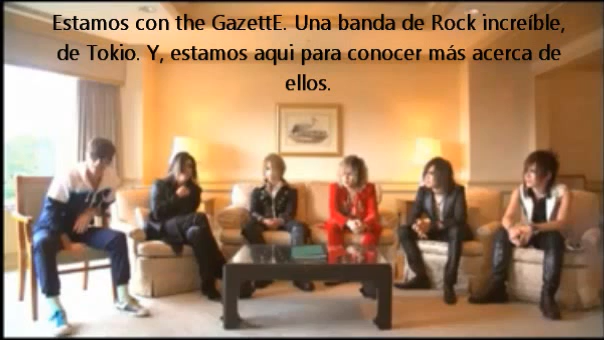 Estamos con the GazettE. Una banda de Rock increíble,
de Tokio. Y, estamos aqui para conocer más acerca de
ellos.